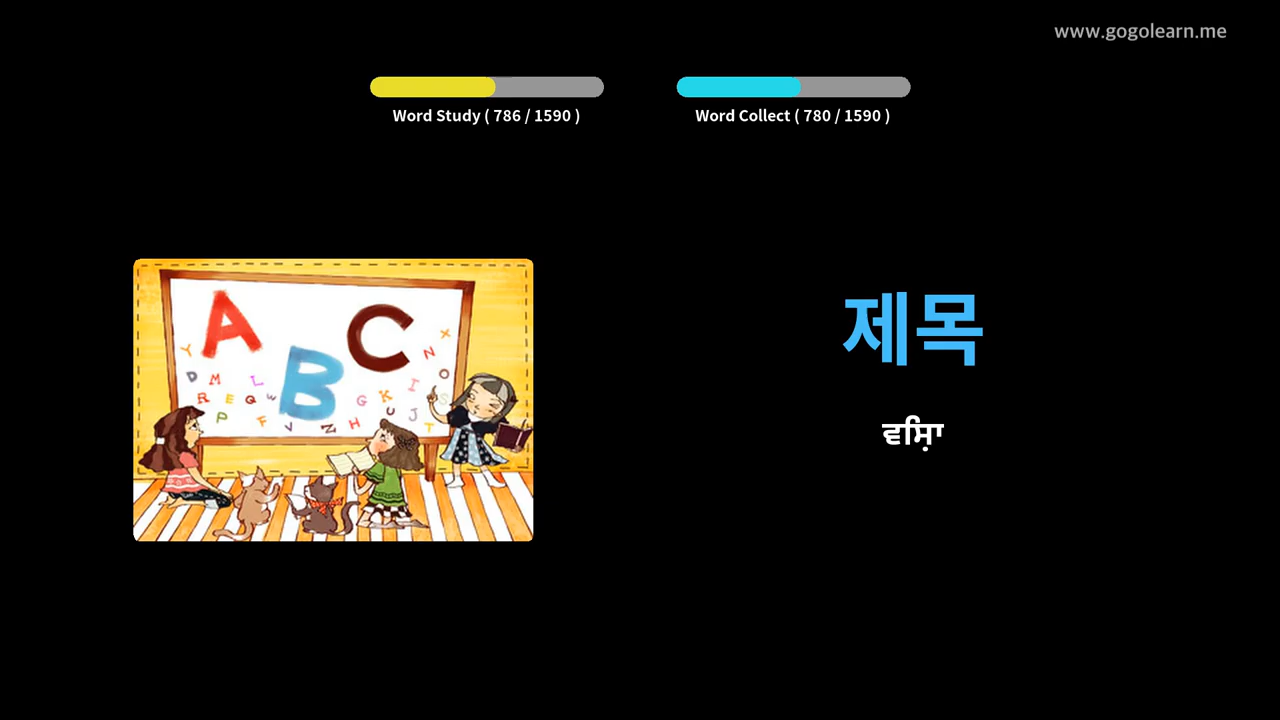 www.gogolearn.me
Word Study ( 786 / 1590 )
Word Collect ( 780 / 1590 )
A B C
X
Y N
D M L I O
R E Q W G K S
P F V Z H U J T
제목
ਵਿਸ਼ਾ